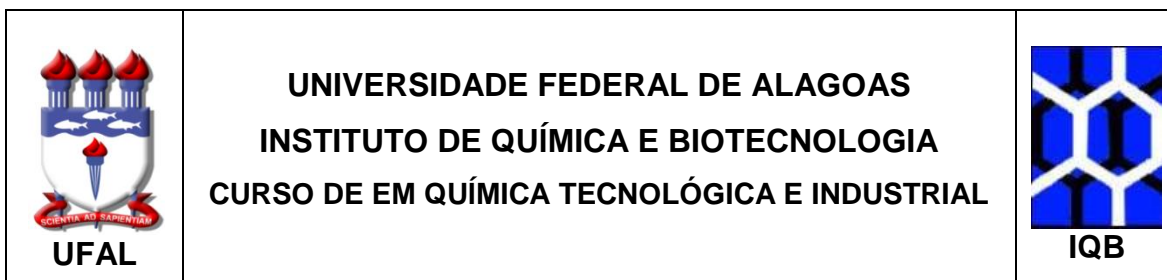 UNIVERSIDADE FEDERAL DE ALAGOAS
INSTITUTO DE QUÍMICA E BIOTECNOLOGIA
CURSO DE EM QUÍMICA TECNOLÓGICA E INDUSTRIAL
SCIENTIA AD SAPIENTIAM
UFAL
IQB